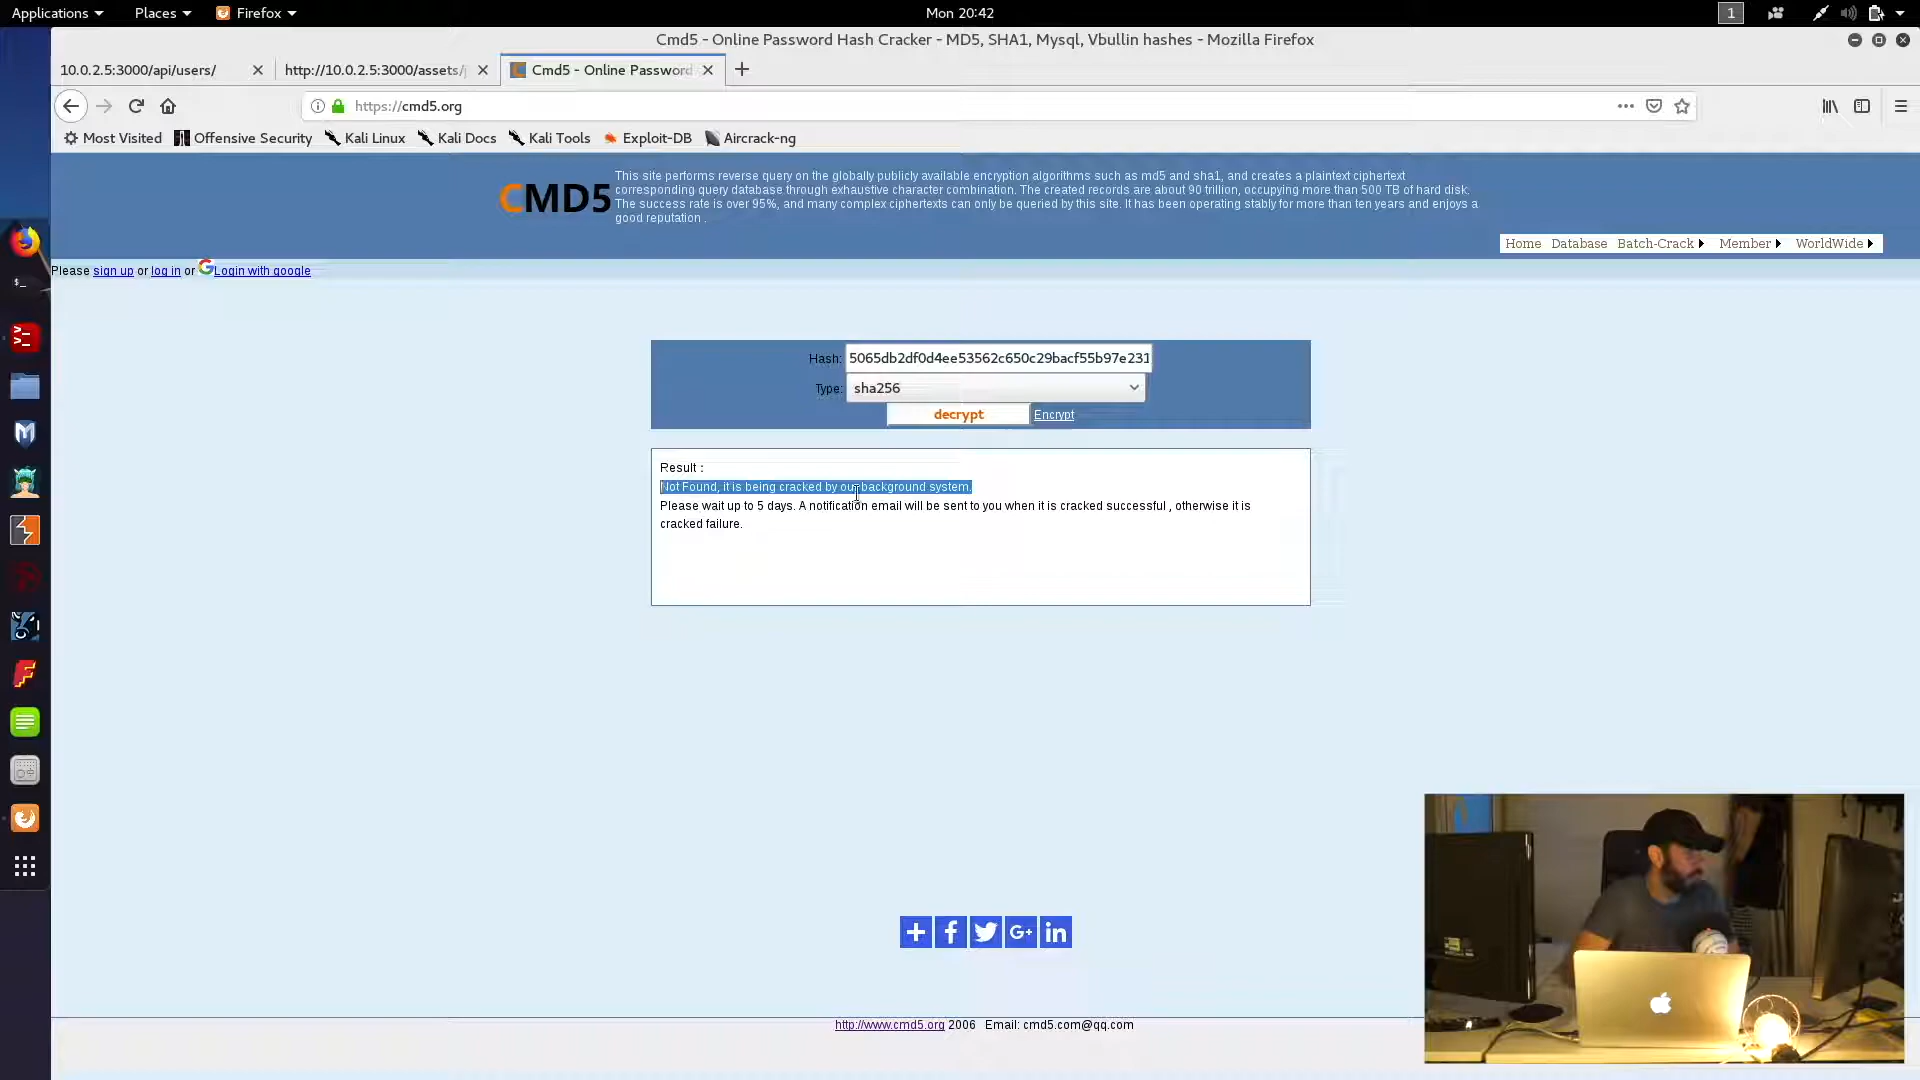 Applications Places Firefox Mon 20:42 1
Cmd5 - Online Password Hash Cracker - MD5, SHA1, Mysql, Vbullin hashes - Mozilla Firefox
10.0.2.5:3000/api/users/ http://10.0.2.5:3000/assets/ Cmd5 - Online Password
https://cmd5.org
Most Visited Offensive Security Kali Linux Kali Docs Kali Tools Exploit-DB Aircrack-ng
CMD5
This site performs reverse query on the globally publicly available encryption algorithms such as md5 and sha1, and creates a plaintext ciphertext
corresponding query database through exhaustive character combination. The created records are about 90 trillion, occupying more than 500 TB of hard disk.
The success rate is over 95%, and many complex ciphertexts can only be queried by this site. It has been operating stably for more than ten years and enjoys a
good reputation .
Home Database Batch-Crack Member WorldWide
Please sign up or log in or Login with google
Hash: 5065db2df0d4ee53562c650c29bacf55b97e231
Type: sha256
decrypt Encrypt
Result :
Not Found, it is being cracked by our background system.
Please wait up to 5 days. A notification email will be sent to you when it is cracked successful , otherwise it is
cracked failure.
http://www.cmd5.org 2006 Email: cmd5.com@qq.com